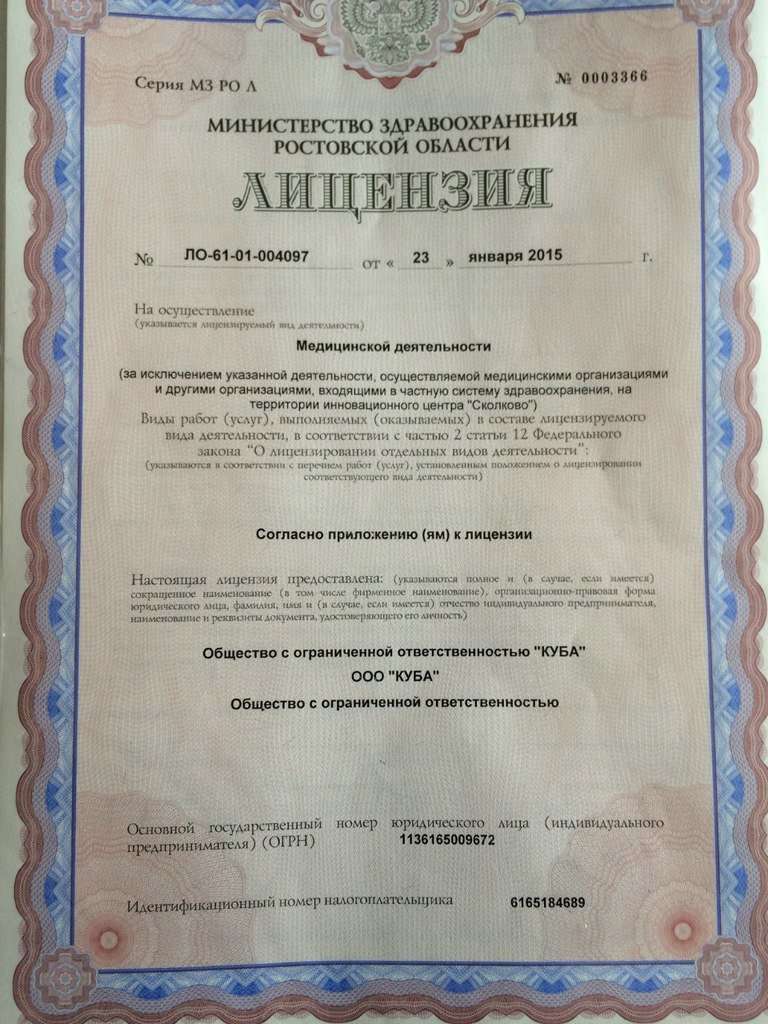 Серия МЗ РО Л
№ 0003366
МИНИСТЕРСТВО ЗДРАВООХРАНЕНИЯ
РОСТОВСКОЙ ОБЛАСТИ
ЛИЦЕНЗИЯ
№ ЛО-61-01-004097 от « 23 » января 2015 г.
На осуществление
(указывается лицензируемый вид деятельности)
Медицинской деятельности
(за исключением указанной деятельности, осуществляемой медицинскими организациями
и другими организациями, входящими в частную систему здравоохранения, на
территории инновационного центра "Сколково")
Виды работ (услуг), выполняемых (оказываемых) в составе лицензируемого
вида деятельности, в соответствии с частью 2 статьи 12 Федерального
закона “О лицензировании отдельных видов деятельности”:
(указываются в соответствии с перечнем работ (услуг), установленным положением о лицензировании
соответствующего вида деятельности)
Согласно приложению (ям) к лицензии
Настоящая лицензия предоставлена: (указываются полное и (в случае, если имеется)
сокращенное наименование (в том числе фирменное наименование), организационно-правовая форма
юридического лица, фамилия, имя и (в случае, если имеется) отчество индивидуального предпринимателя,
наименование и реквизиты документа, удостоверяющего его личность)
Общество с ограниченной ответственностью "КУБА"
ООО "КУБА"
Общество с ограниченной ответственностью
Основной государственный номер юридического лица (индивидуального
предпринимателя) (ОГРН) 1136165009672
Идентификационный номер налогоплательщика 6165184689